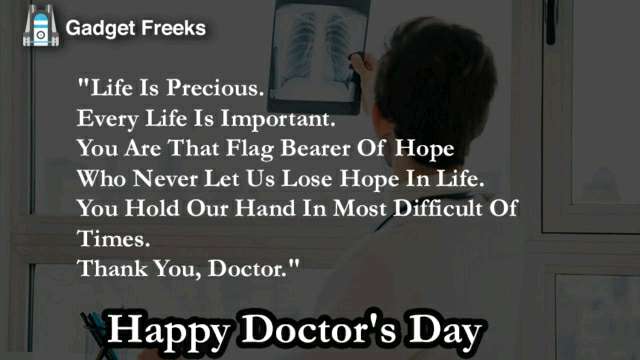 Gadget Freeks
"Life Is Precious.
Every Life Is Important.
You Are That Flag Bearer Of Hope
Who Never Let Us Lose Hope In Life.
You Hold Our Hand In Most Difficult Of
Times.
Thank You, Doctor."
Happy Doctor's Day